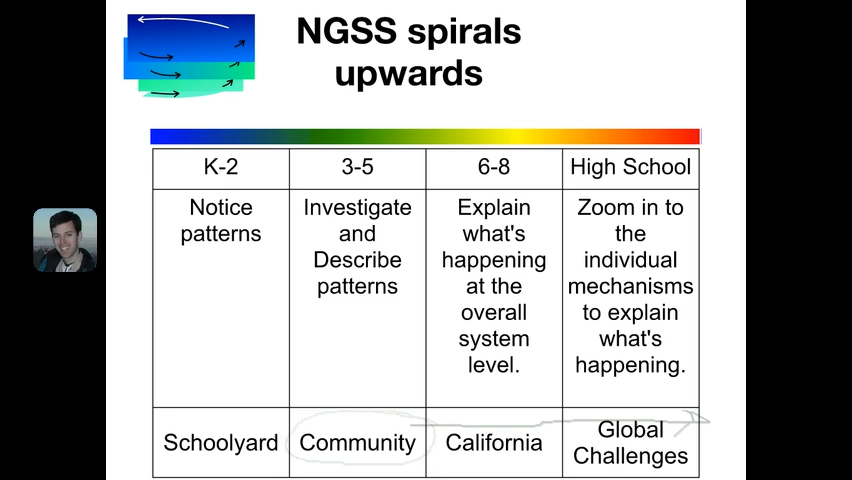 NGSS spirals
upwards
K-2
3-5
6-8
High School
Notice
patterns
Investigate
and
Describe
patterns
Explain
what's
happening
at the
overall
system
level.
Zoom in to
the
individual
mechanisms
to explain
what's
happening.
Schoolyard
Community
California
Global
Challenges